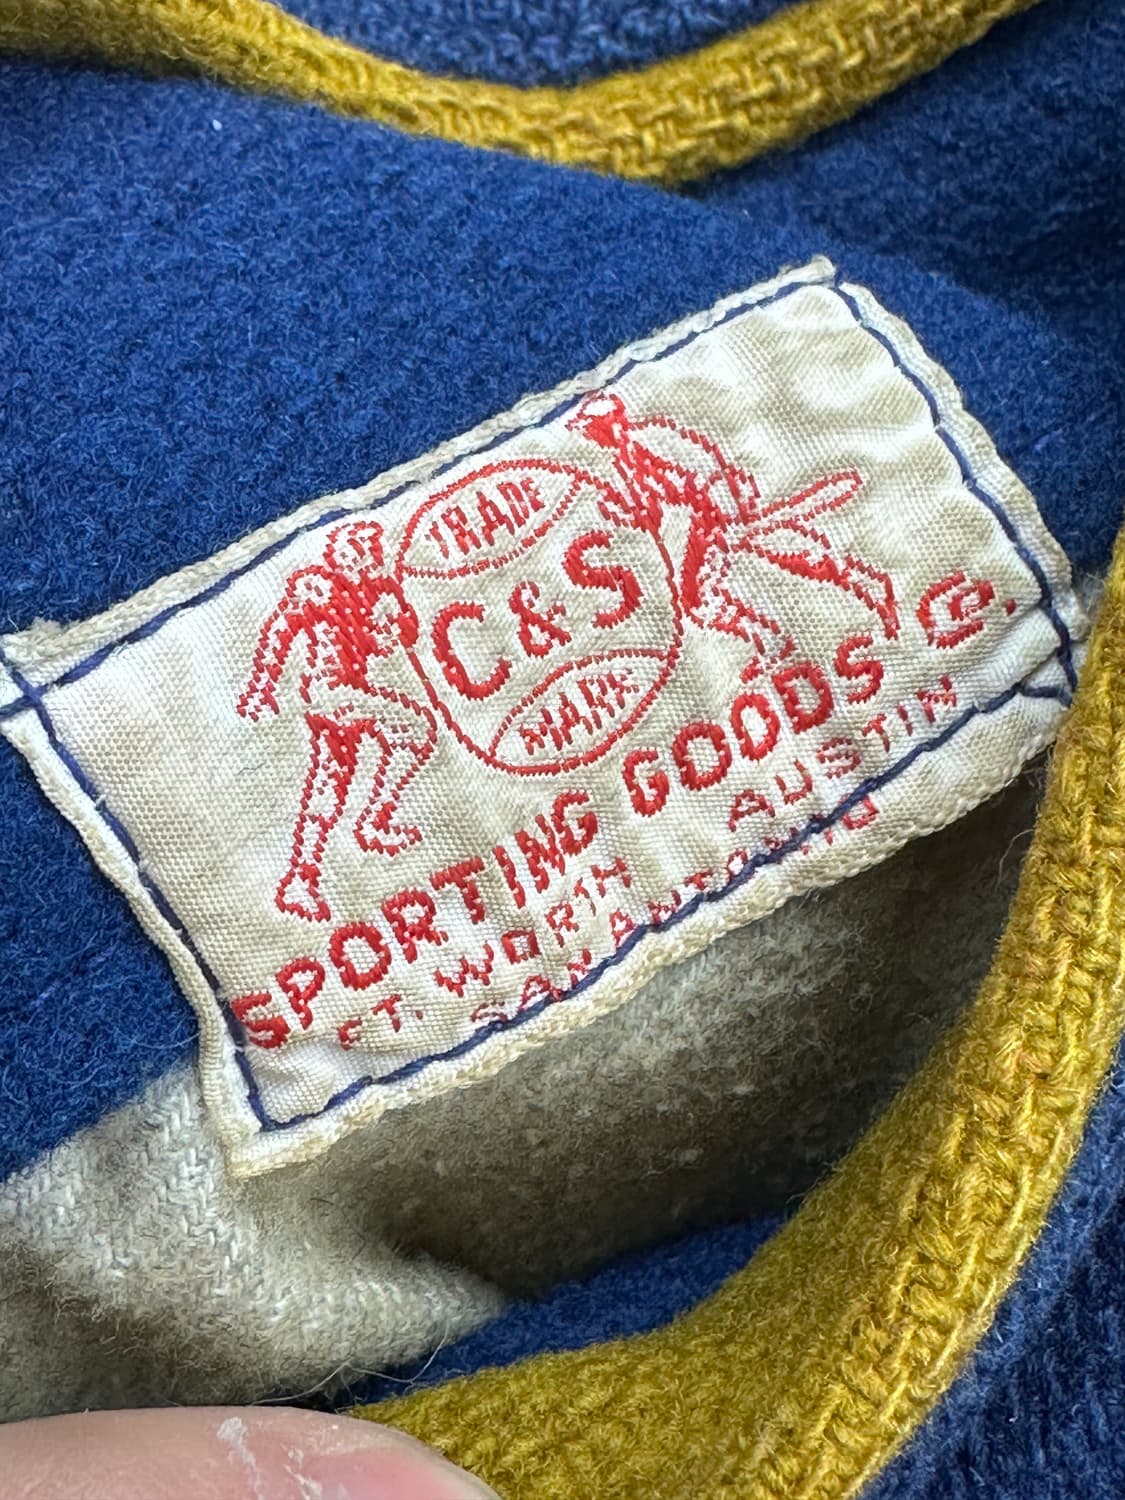 TRADE
C&S
MARK
SPORTING GOODS CO.
FT. WORTH AUSTIN
SAN ANTONIO